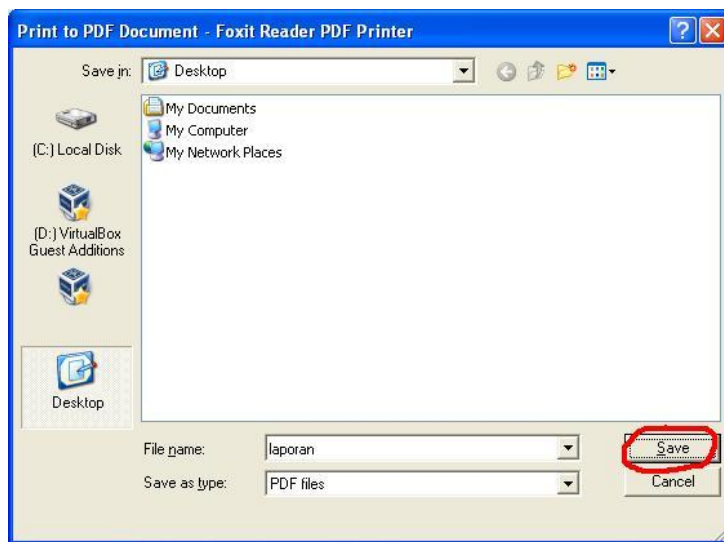 Print to PDF Document - Foxit Reader PDF Printer
Save in: Desktop
My Documents
My Computer
My Network Places
(C:) Local Disk
(D:) VirtualBox
Guest Additions
Desktop
File name: laporan Save
Save as type: PDF files Cancel